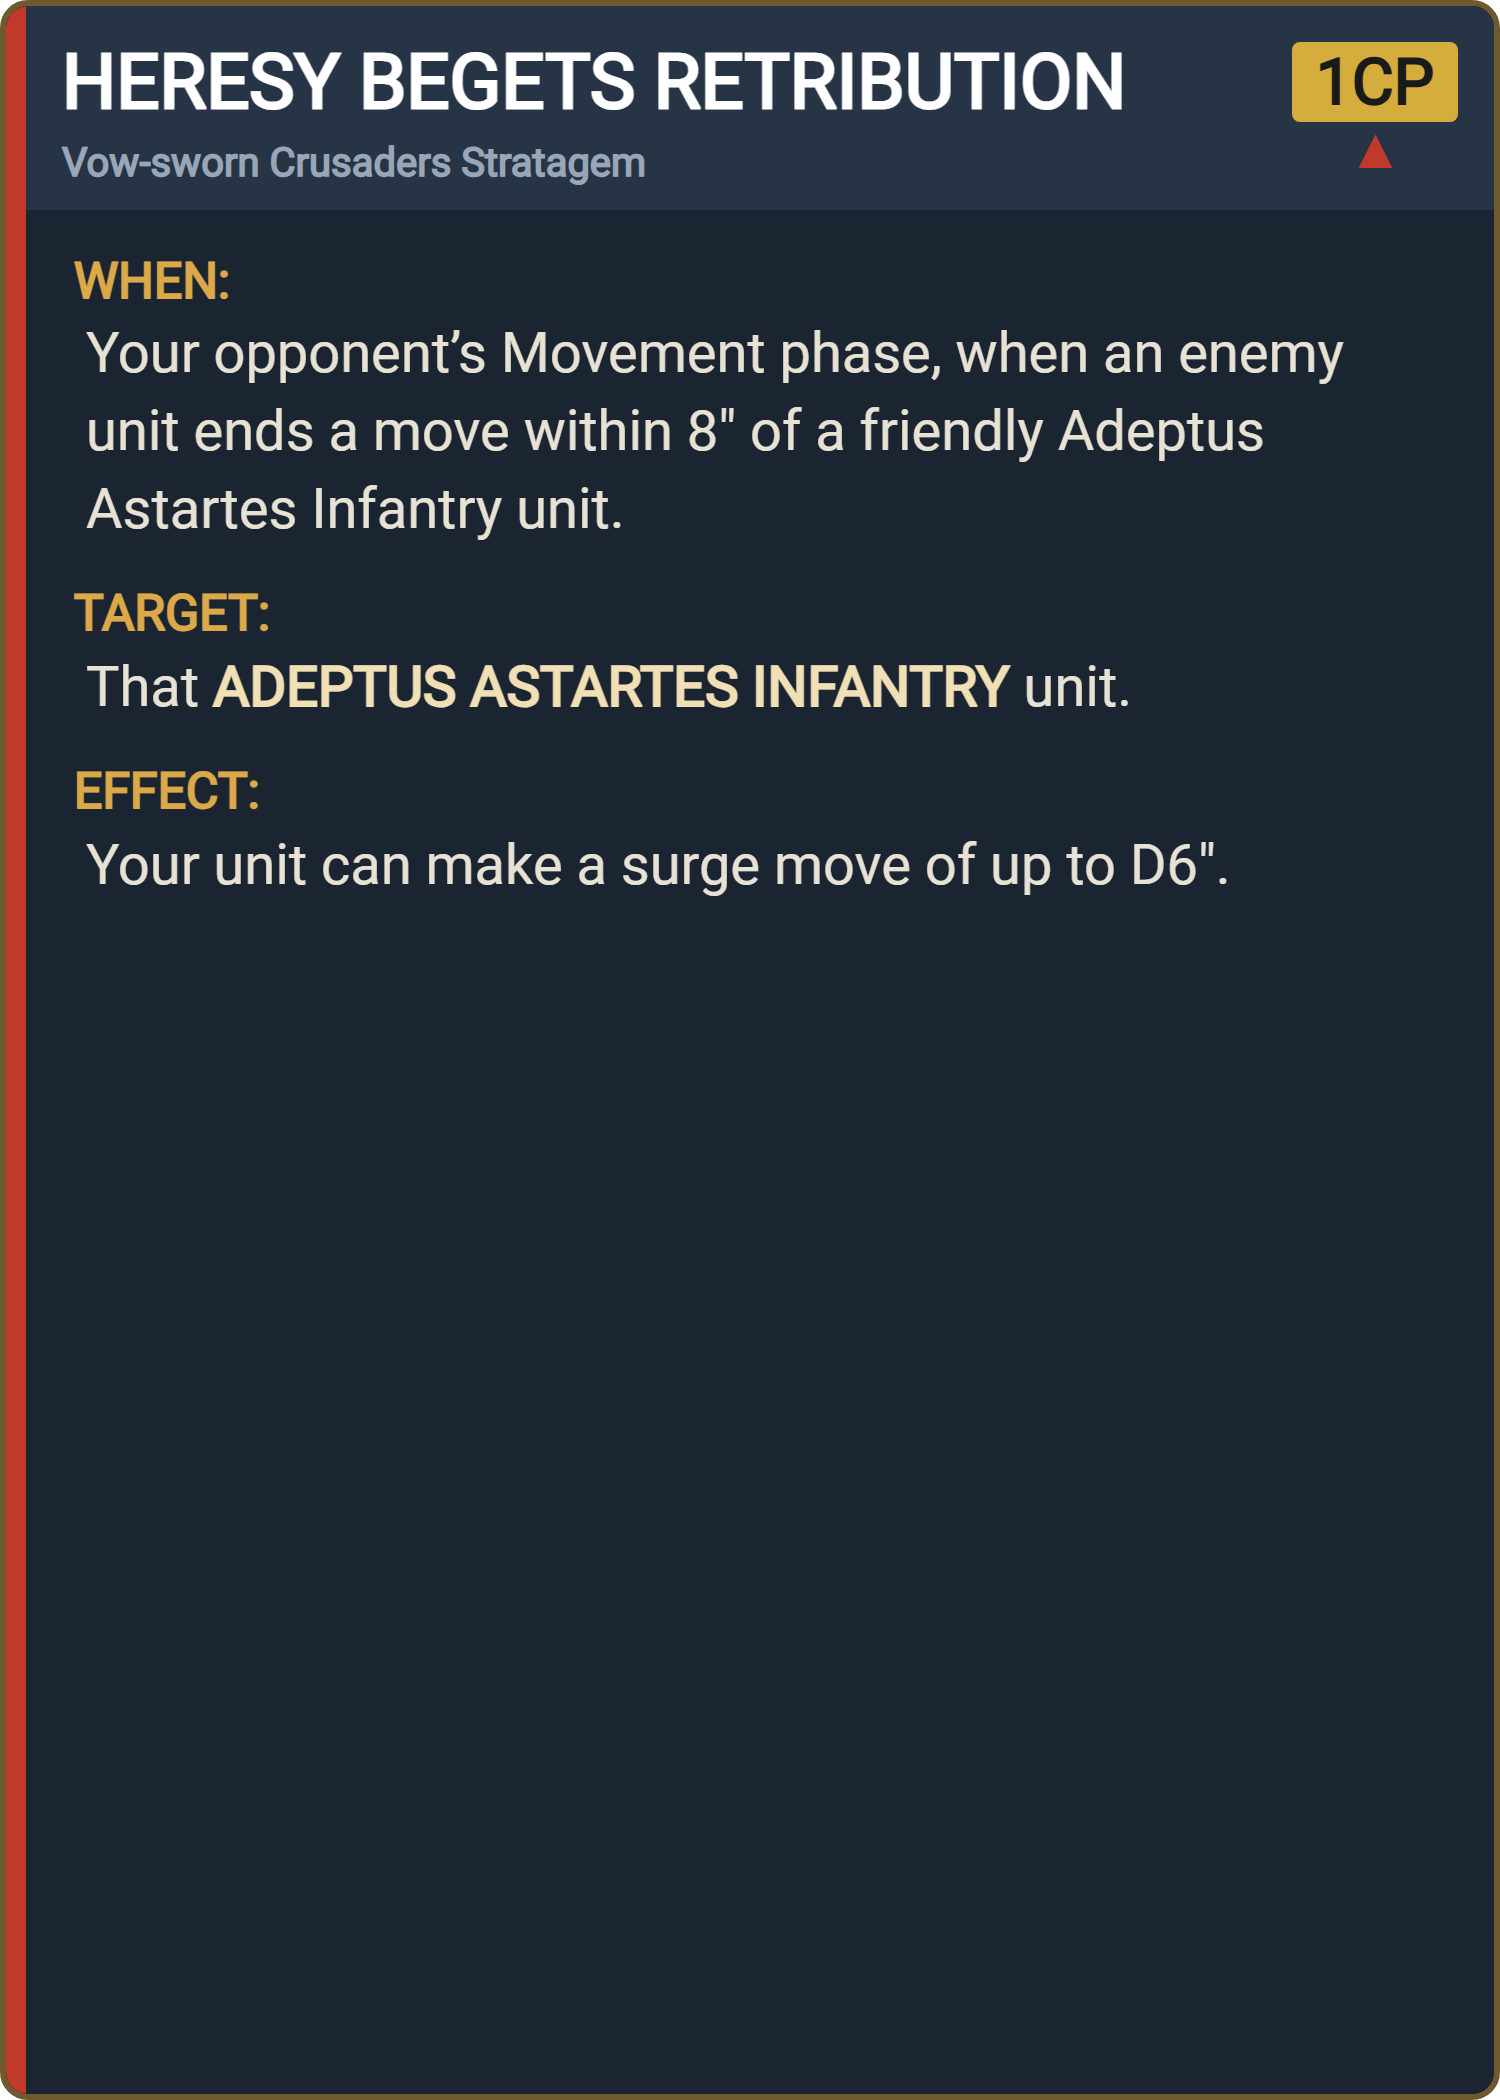 HERESY BEGETS RETRIBUTION
1CP
Vow-sworn Crusaders Stratagem
WHEN:
Your opponent’s Movement phase, when an enemy
unit ends a move within 8" of a friendly Adeptus
Astartes Infantry unit.
TARGET:
That ADEPTUS ASTARTES INFANTRY unit.
EFFECT:
Your unit can make a surge move of up to D6".